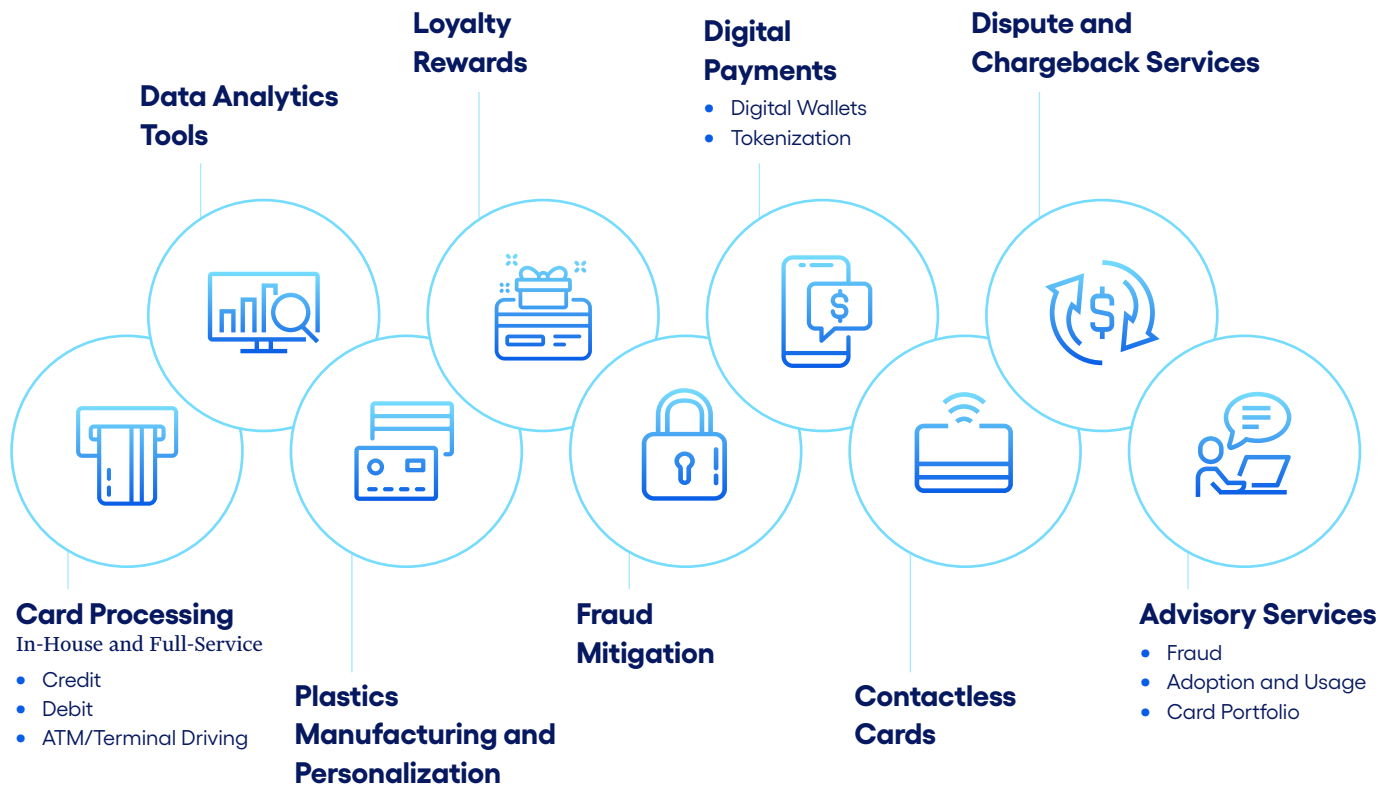 Loyalty
Rewards
Digital
Payments
• Digital Wallets
• Tokenization
Dispute and
Chargeback Services
Data Analytics
Tools
$
$
Card Processing
In-House and Full-Service
• Credit
• Debit
• ATM/Terminal Driving
Plastics
Manufacturing and
Personalization
Fraud
Mitigation
Contactless
Cards
Advisory Services
• Fraud
• Adoption and Usage
• Card Portfolio